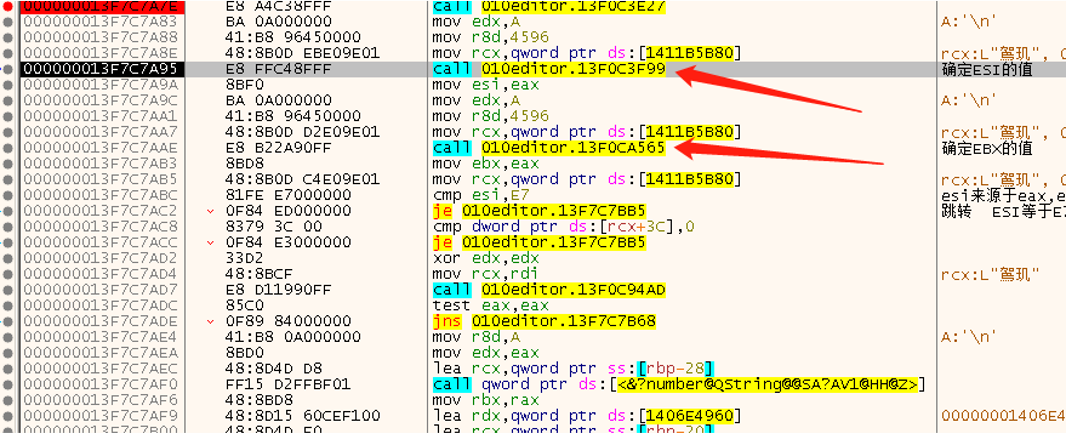 000000013F7C7A7E E8 A4C38FFF call 010editor.13F0C3E27
000000013F7C7A83 BA 0A000000 mov edx,A A:'\n'
000000013F7C7A88 41:B8 96450000 mov r8d,4596
000000013F7C7A8E 48:8B0D EBE09E01 mov rcx,qword ptr ds:[1411B5B80] rcx:L"駕玑",
000000013F7C7A95 E8 FFC48FFF call 010editor.13F0C3F99 确定ESI的值
000000013F7C7A9A 8BF0 mov esi,eax
000000013F7C7A9C BA 0A000000 mov edx,A A:'\n'
000000013F7C7AA1 41:B8 96450000 mov r8d,4596
000000013F7C7AA7 48:8B0D D2E09E01 mov rcx,qword ptr ds:[1411B5B80] rcx:L"駕玑",
000000013F7C7AAE E8 B22A90FF call 010editor.13F0CA565 确定EBX的值
000000013F7C7AB3 8BD8 mov ebx,eax
000000013F7C7AB5 48:8B0D C4E09E01 mov rcx,qword ptr ds:[1411B5B80] rcx:L"駕玑",
000000013F7C7ABC 81FE E7000000 cmp esi,E7 esi来源于eax,
000000013F7C7AC2 0F84 ED000000 je 010editor.13F7C7BB5 跳转 ESI等于E7
000000013F7C7AC8 8379 3C 00 cmp dword ptr ds:[rcx+3C],0
000000013F7C7ACC 0F84 E3000000 je 010editor.13F7C7BB5
000000013F7C7AD2 33D2 xor edx,edx
000000013F7C7AD4 48:8BCF mov rcx,rdi rcx:L"駕玑"
000000013F7C7AD7 E8 D11990FF call 010editor.13F0C94AD
000000013F7C7ADC 85C0 test eax,eax
000000013F7C7ADE 0F89 84000000 jns 010editor.13F7C7B68
000000013F7C7AE4 41:B8 0A000000 mov r8d,A A:'\n'
000000013F7C7AEA 8BD0 mov edx,eax
000000013F7C7AEC 48:8D4D D8 lea rcx,qword ptr ss:[rbp-28]
000000013F7C7AF0 FF15 D2FFBF01 call qword ptr ds:[<&?number@QString@@SA?AV1@HH@Z>]
000000013F7C7AF6 48:8BD8 mov rbx,rax
000000013F7C7AF9 48:8D15 60CEF100 lea rdx,qword ptr ds:[1406E4960] 00000001406E4
000000013F7C7B00 48:8D4D E0 lea rcx,qword ptr ss:[rbp-20]